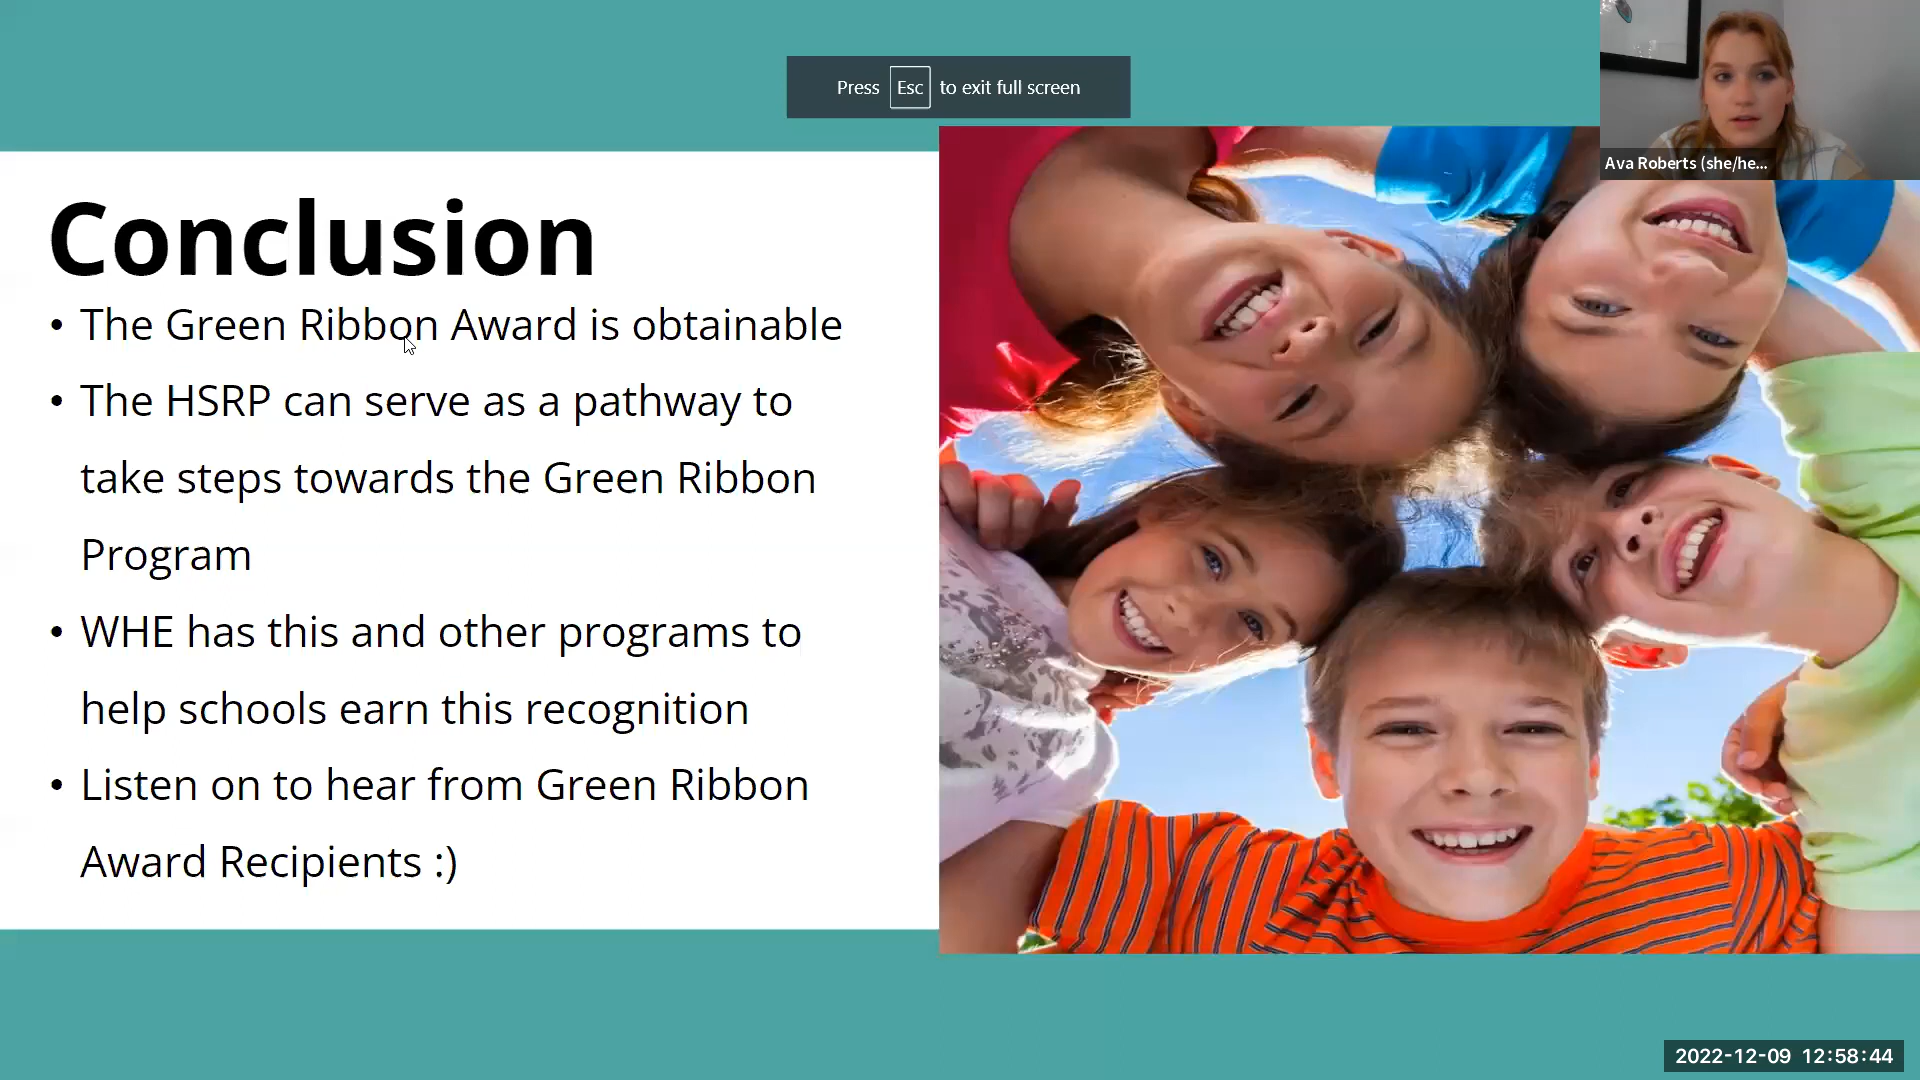 Press Esc to exit full screen
Ava Roberts (she/he...
Conclusion
• The Green Ribbon Award is obtainable
• The HSRP can serve as a pathway to
take steps towards the Green Ribbon
Program
• WHE has this and other programs to
help schools earn this recognition
• Listen on to hear from Green Ribbon
Award Recipients :)
2022-12-09 12:58:44